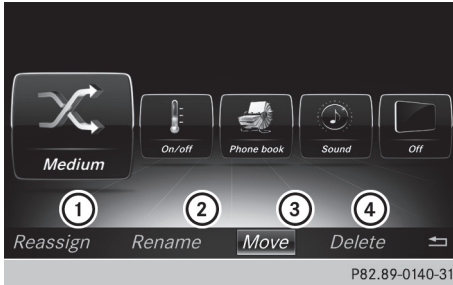 Medium
On/off Phone book Sound Off
1 2 3 4
Reassign Rename Move Delete
P82.89-0140-31